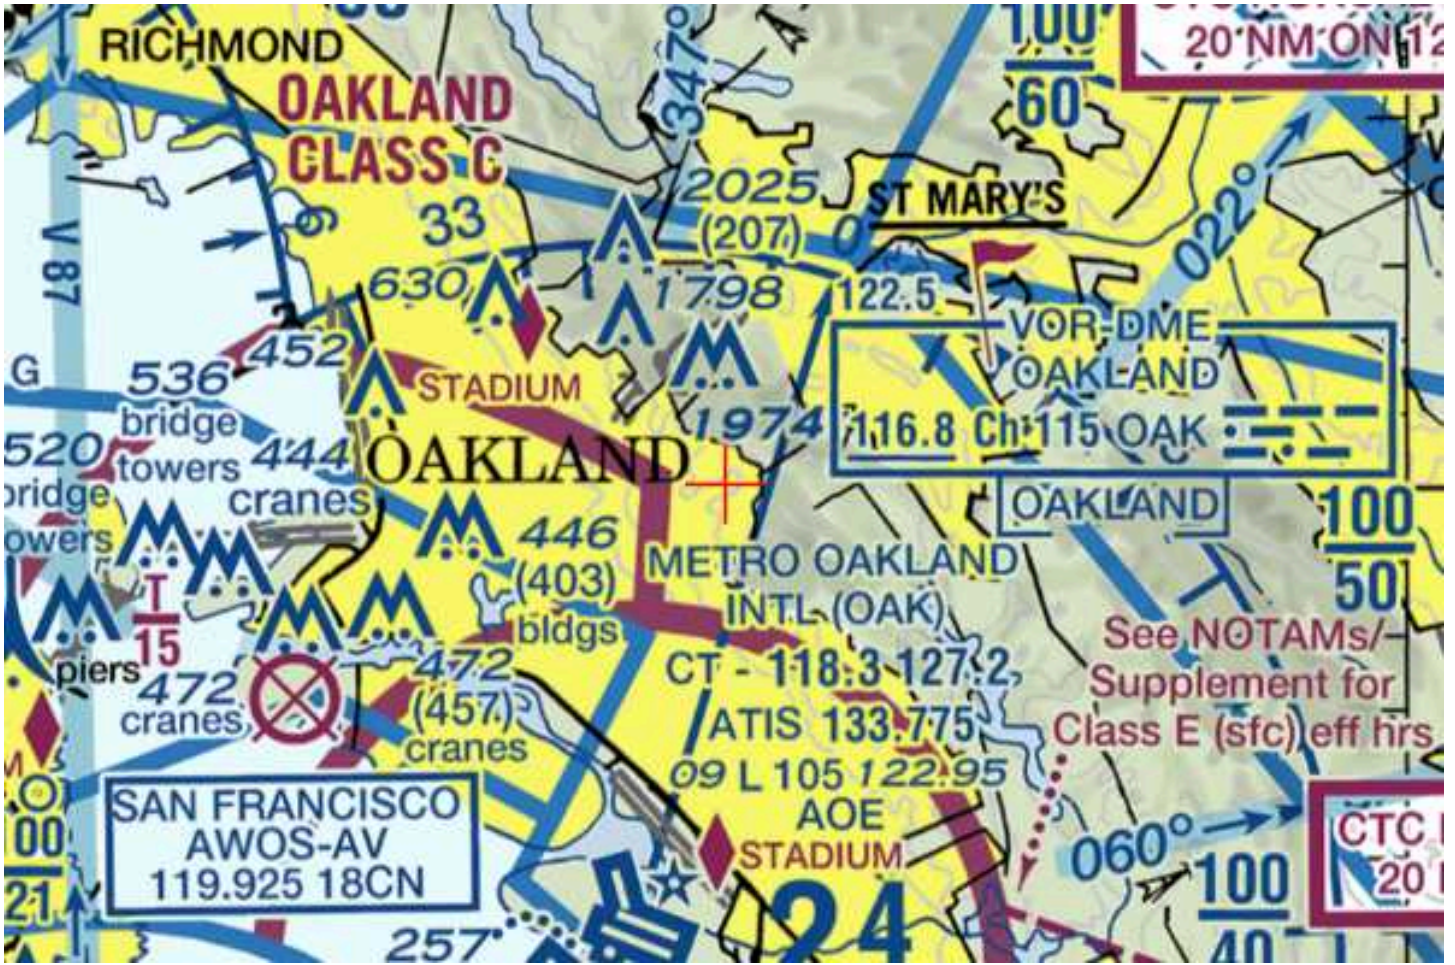 RICHMOND
OAKLAND
CLASS C
347°
100
60
20 NM ON 12
33
2025
(207)
ST MARY'S
022°
V 87
630
1798
122.5
452
VOR-DME
OAKLAND
116.8 Ch 115 OAK
G
536
bridge
towers
STADIUM
1974
520
444
cranes
OAKLAND
OAKLAND
100
50
446
(403)
bldgs
METRO OAKLAND
INTL (OAK)
CT - 118.3 127.2
ATIS 133.775
09 L 105 122.95
AOE
T
15
piers
472
cranes
472
(457)
cranes
See NOTAMs/
Supplement for
Class E (sfc) eff hrs
SAN FRANCISCO
AWOS-AV
119.925 18CN
STADIUM
060°
CTC
20
00
21
100
40
257°
24